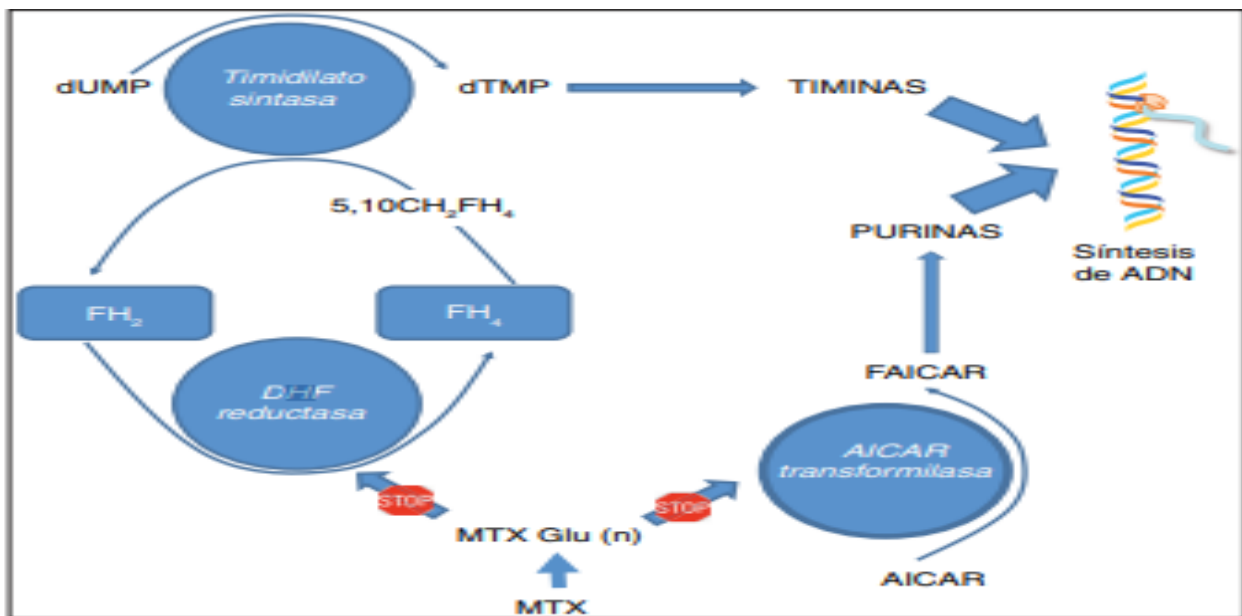 dUMP
Timidilato
sintasa
dTMP
TIMINAS
5,10CH₂FH₄
PURINAS
Síntesis
de ADN
FH₂
FH₄
DHF
reductasa
FAICAR
AICAR
transformilasa
STOP
STOP
MTX Glu (n)
AICAR
MTX